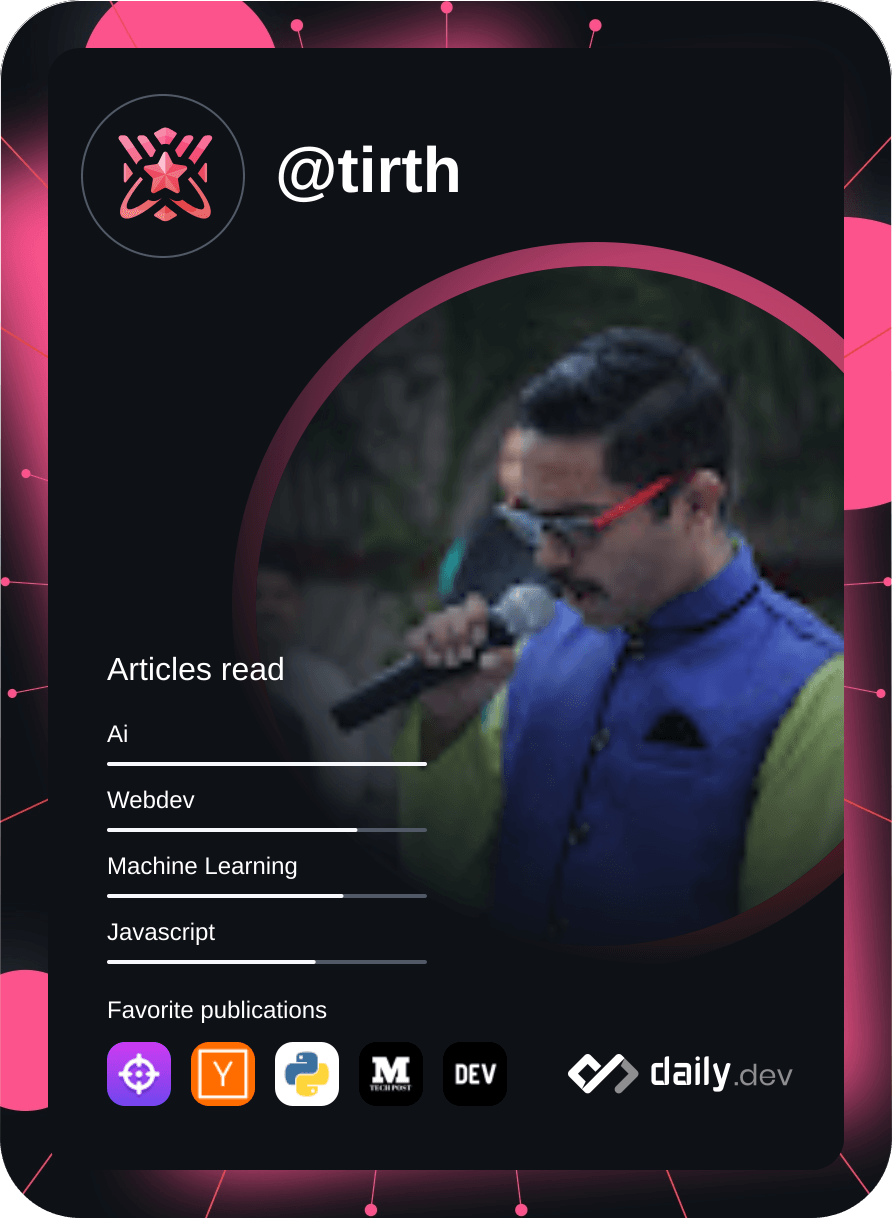 @tirth
Articles read
Ai
Webdev
Machine Learning
Javascript
Favorite publications
Y
M
TECH POST
DEV
daily.dev